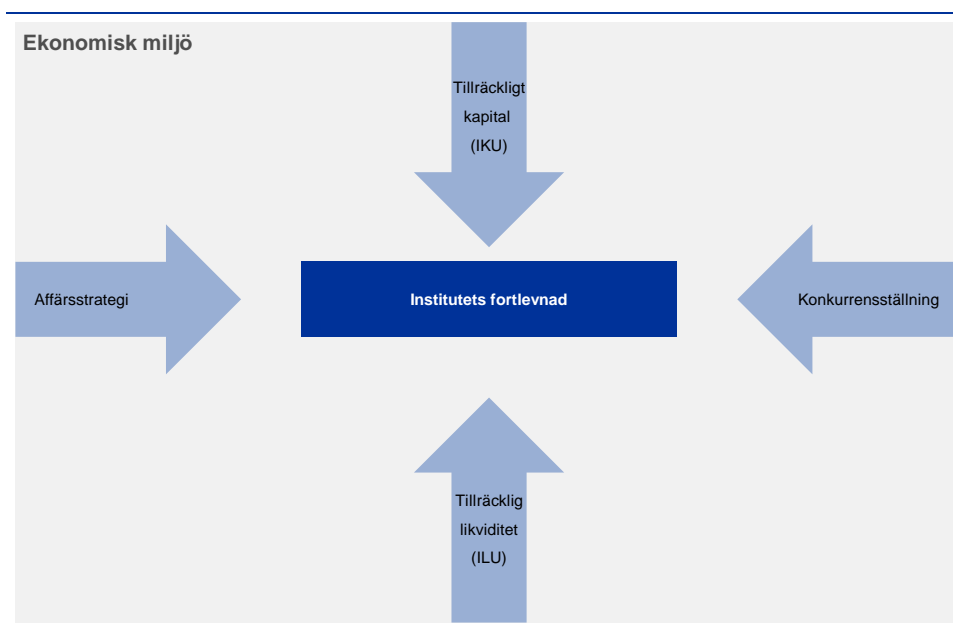 Ekonomisk miljö
Tillräckligt
kapital
(IKU)
Affärsstrategi
Institutets fortlevnad
Konkurrensställning
Tillräcklig
likviditet
(ILU)